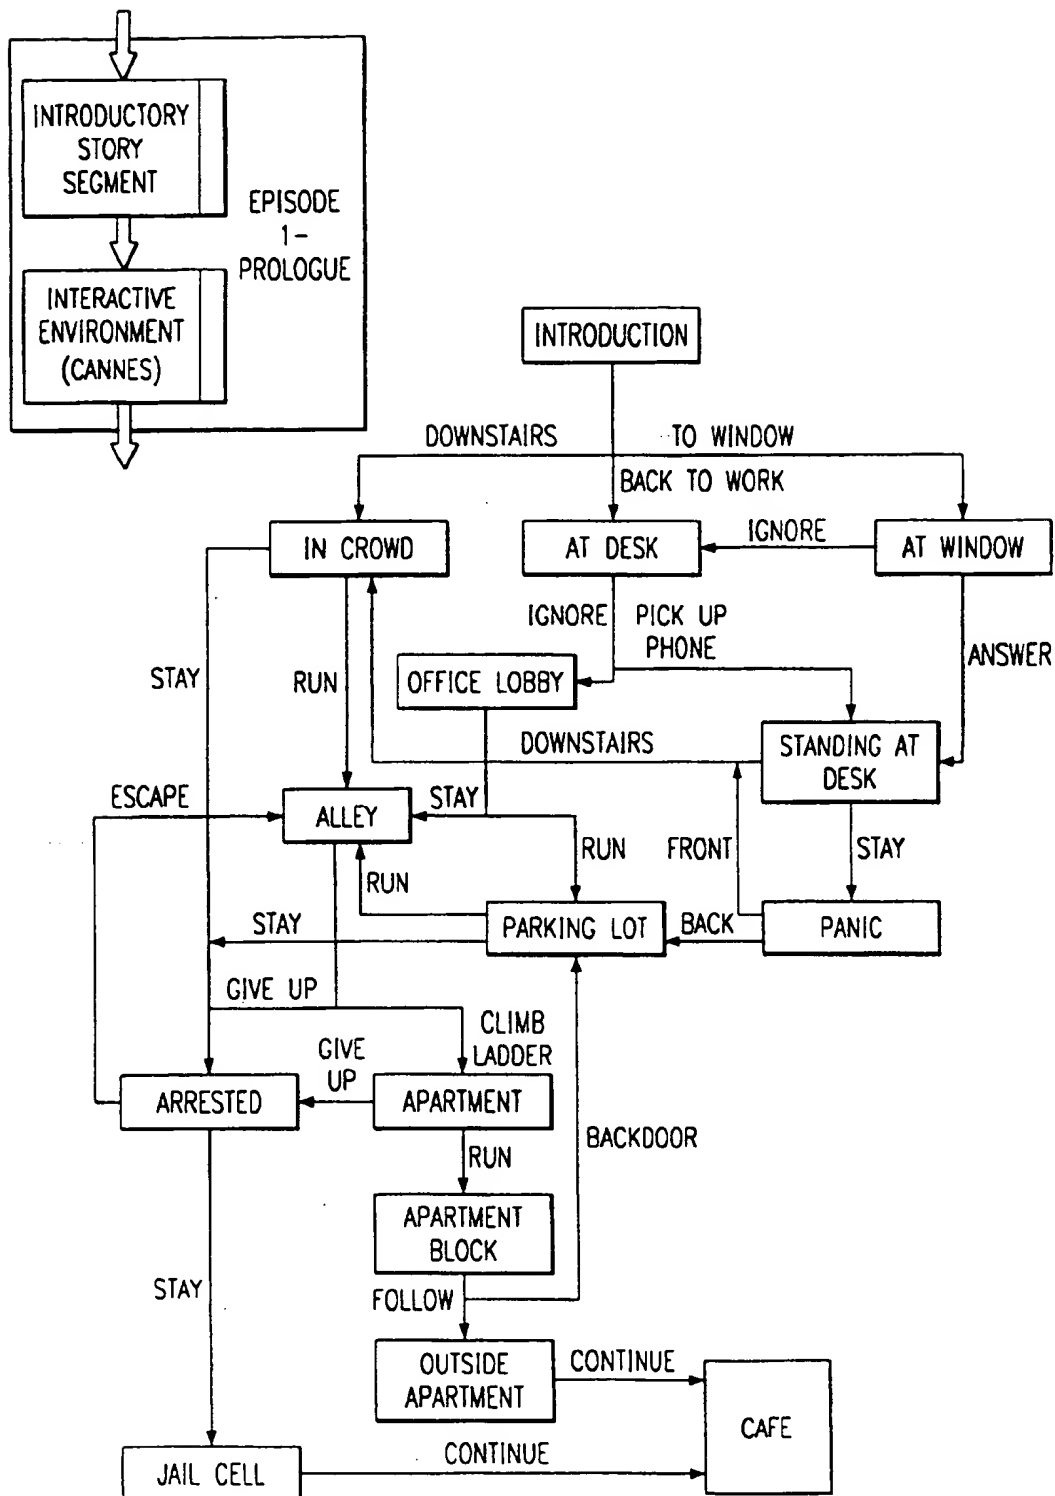 INTRODUCTORY
STORY
SEGMENT
EPISODE
1-
PROLOGUE
INTERACTIVE
ENVIRONMENT
(CANNES)
INTRODUCTION
DOWNSTAIRS
TO WINDOW
BACK TO WORK
IN CROWD
AT DESK
IGNORE
AT WINDOW
IGNORE
PICK UP
PHONE
ANSWER
STAY
RUN
OFFICE LOBBY
DOWNSTAIRS
STANDING AT
DESK
ESCAPE
ALLEY
STAY
RUN
FRONT
STAY
RUN
STAY
PARKING LOT
BACK
PANIC
GIVE UP
CLIMB
LADDER
GIVE
UP
ARRESTED
APARTMENT
BACKDOOR
RUN
APARTMENT
BLOCK
STAY
FOLLOW
OUTSIDE
APARTMENT
CONTINUE
CAFE
JAIL CELL
CONTINUE